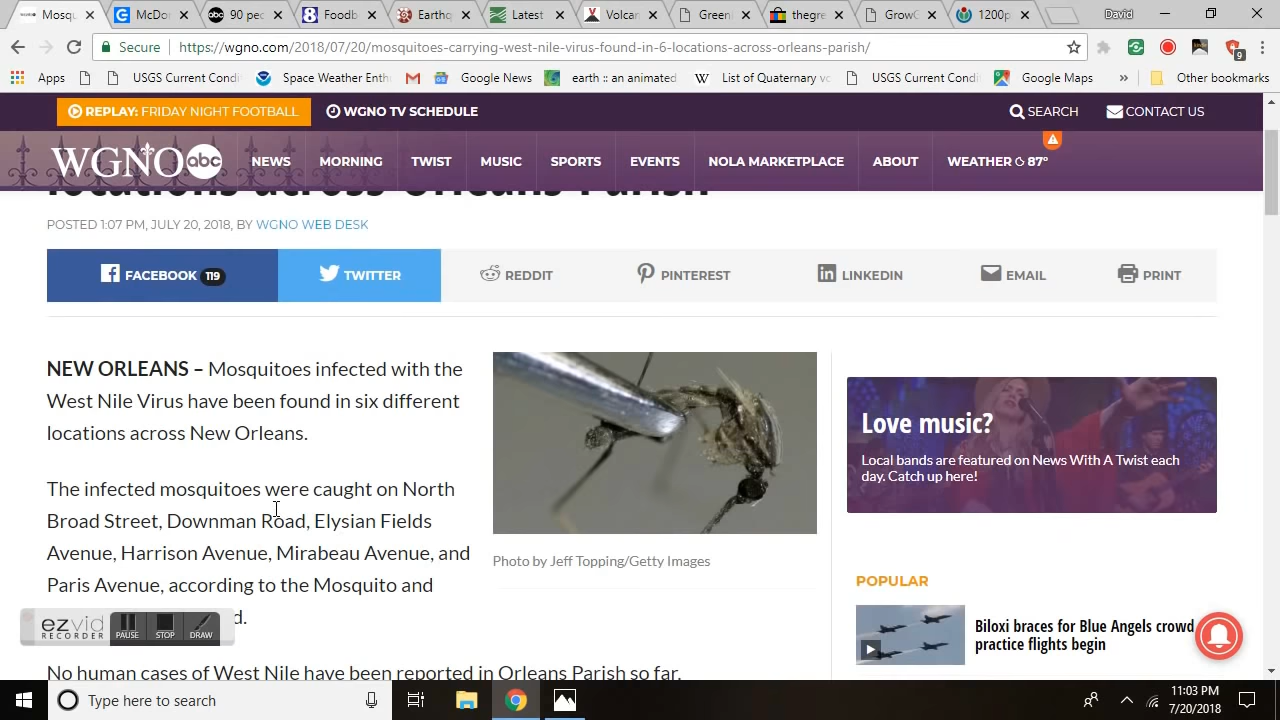 Mosqu
McDo
90 pec
Foodb
Eartho
Latest
Volcan
Green
thegr
GrowC
1200p
David
Secure
https://wgno.com/2018/07/20/mosquitoes-carrying-west-nile-virus-found-in-6-locations-across-orleans-parish/
9
Apps
USGS Current Condi
Space Weather Enth
Google News
earth :: an animated
List of Quaternary vo
USGS Current Condi
Google Maps
»
Other bookmarks
REPLAY: FRIDAY NIGHT FOOTBALL
WGNO TV SCHEDULE
SEARCH
CONTACT US
WGNO abc
NEWS
MORNING
TWIST
MUSIC
SPORTS
EVENTS
NOLA MARKETPLACE
ABOUT
WEATHER 87°
locations across Orleans Parish
POSTED 1:07 PM, JULY 20, 2018, BY WGNO WEB DESK
FACEBOOK 119
TWITTER
REDDIT
PINTEREST
LINKEDIN
EMAIL
PRINT
NEW ORLEANS – Mosquitoes infected with the
West Nile Virus have been found in six different
locations across New Orleans.
The infected mosquitoes were caught on North
Broad Street, Downman Road, Elysian Fields
Avenue, Harrison Avenue, Mirabeau Avenue, and
Paris Avenue, according to the Mosquito and
d.
No human cases of West Nile have been reported in Orleans Parish so far.
Photo by Jeff Topping/Getty Images
Love music?
Local bands are featured on News With A Twist each
day. Catch up here!
POPULAR
Biloxi braces for Blue Angels crowd,
practice flights begin
ezvid
RECORDER
PAUSE
STOP
DRAW
Type here to search
11:03 PM
7/20/2018